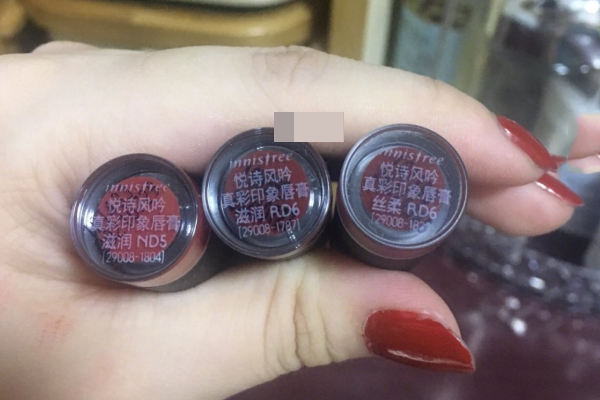 innisfree
悦诗风吟
真彩印象唇膏
滋润 ND5
[29008-1804]
innisfree
悦诗风吟
真彩印象唇膏
滋润 RD6
[29008-1787]
innisfree
悦诗风吟
真彩印象唇膏
丝柔 RD6